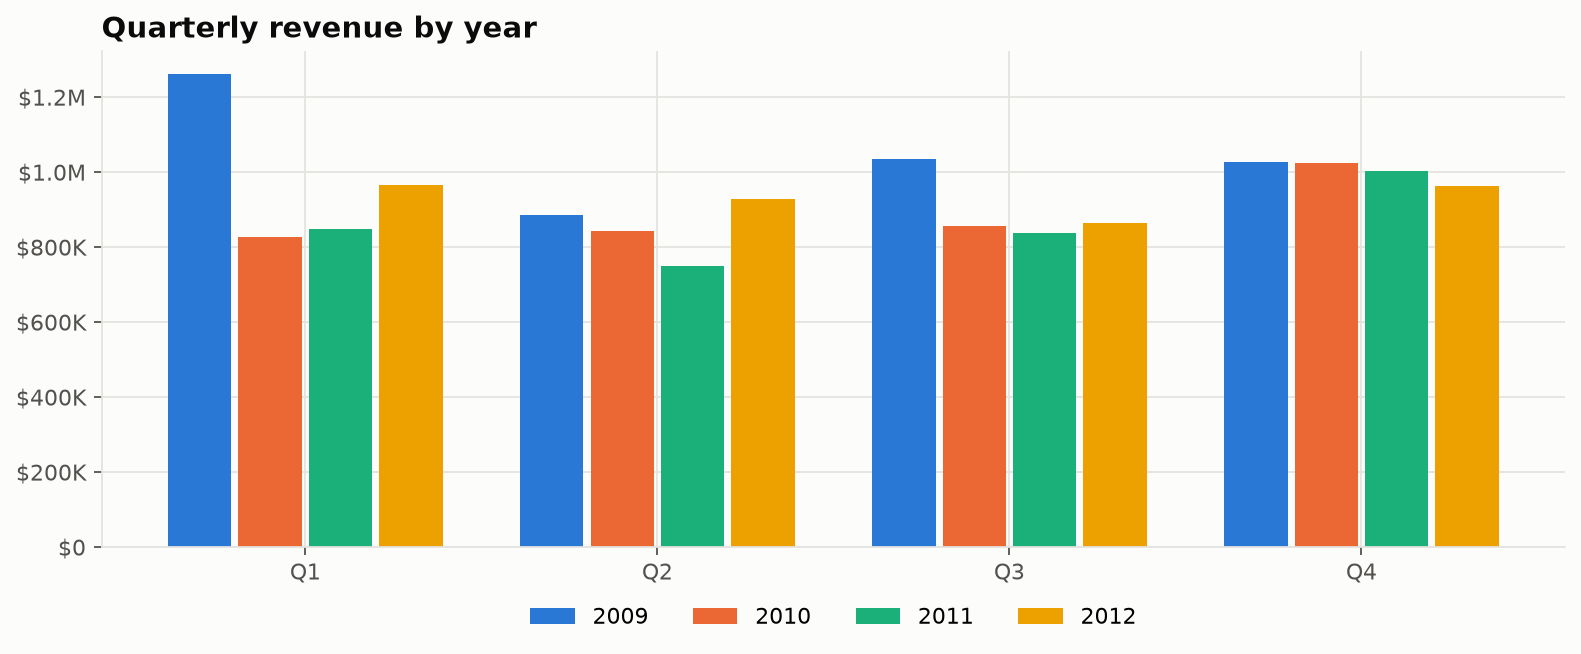 Quarterly revenue by year
$1.2M
$1.0M
$800K
$600K
$400K
$200K
$0
Q1 Q2 Q3 Q4
2009 2010 2011 2012